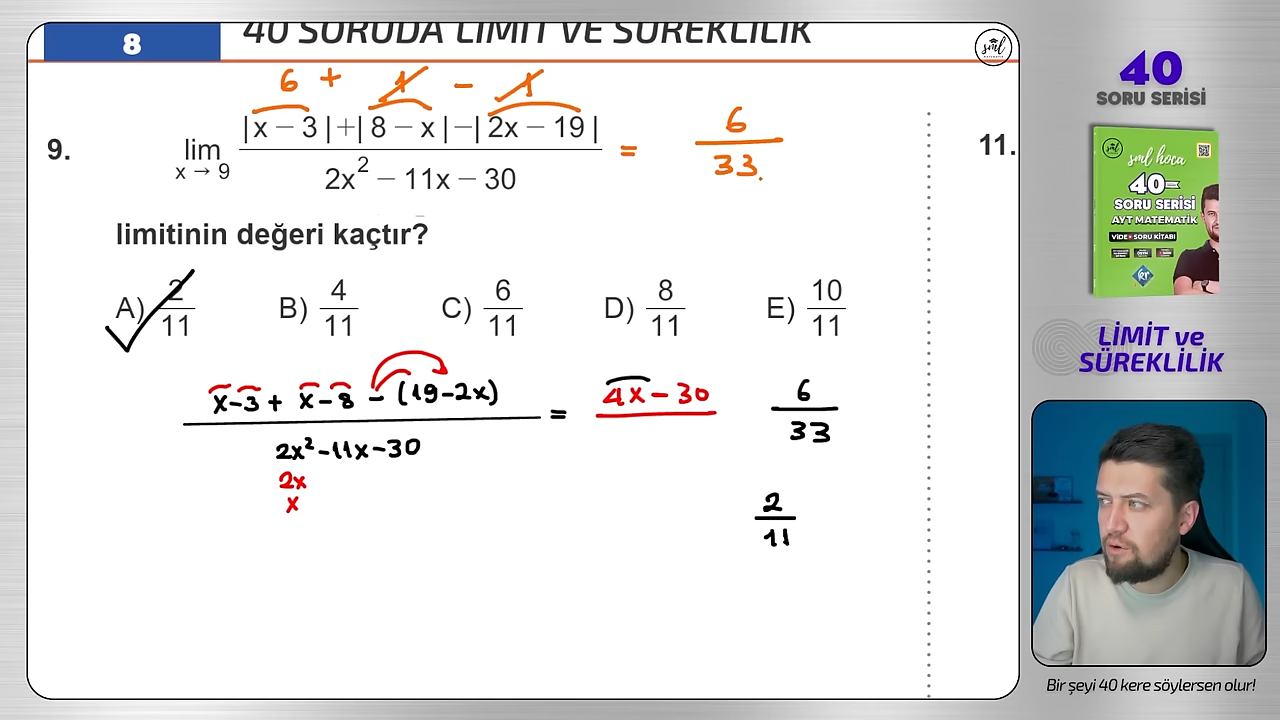 8
40 SORUDA LİMİT VE SÜREKLİLİK
sml
6 + 1 − 1
9. lim x → 9 |x − 3|+|8 − x|−|2x − 19| / 2x² − 11x − 30 = 6/33.
11.
limitinin değeri kaçtır?
A) 2/11 B) 4/11 C) 6/11 D) 8/11 E) 10/11
x-3 + x-8 - (19-2x) / 2x²-11x-30 = 4x-30 6/33
2x
x
2/11
40
SORU SERİSİ
sml hoca
40
SORU SERİSİ
AYT MATEMATİK
VİDEO SORU KİTABI
LİMİT ve
SÜREKLİLİK
Bir şeyi 40 kere söylersen olur!